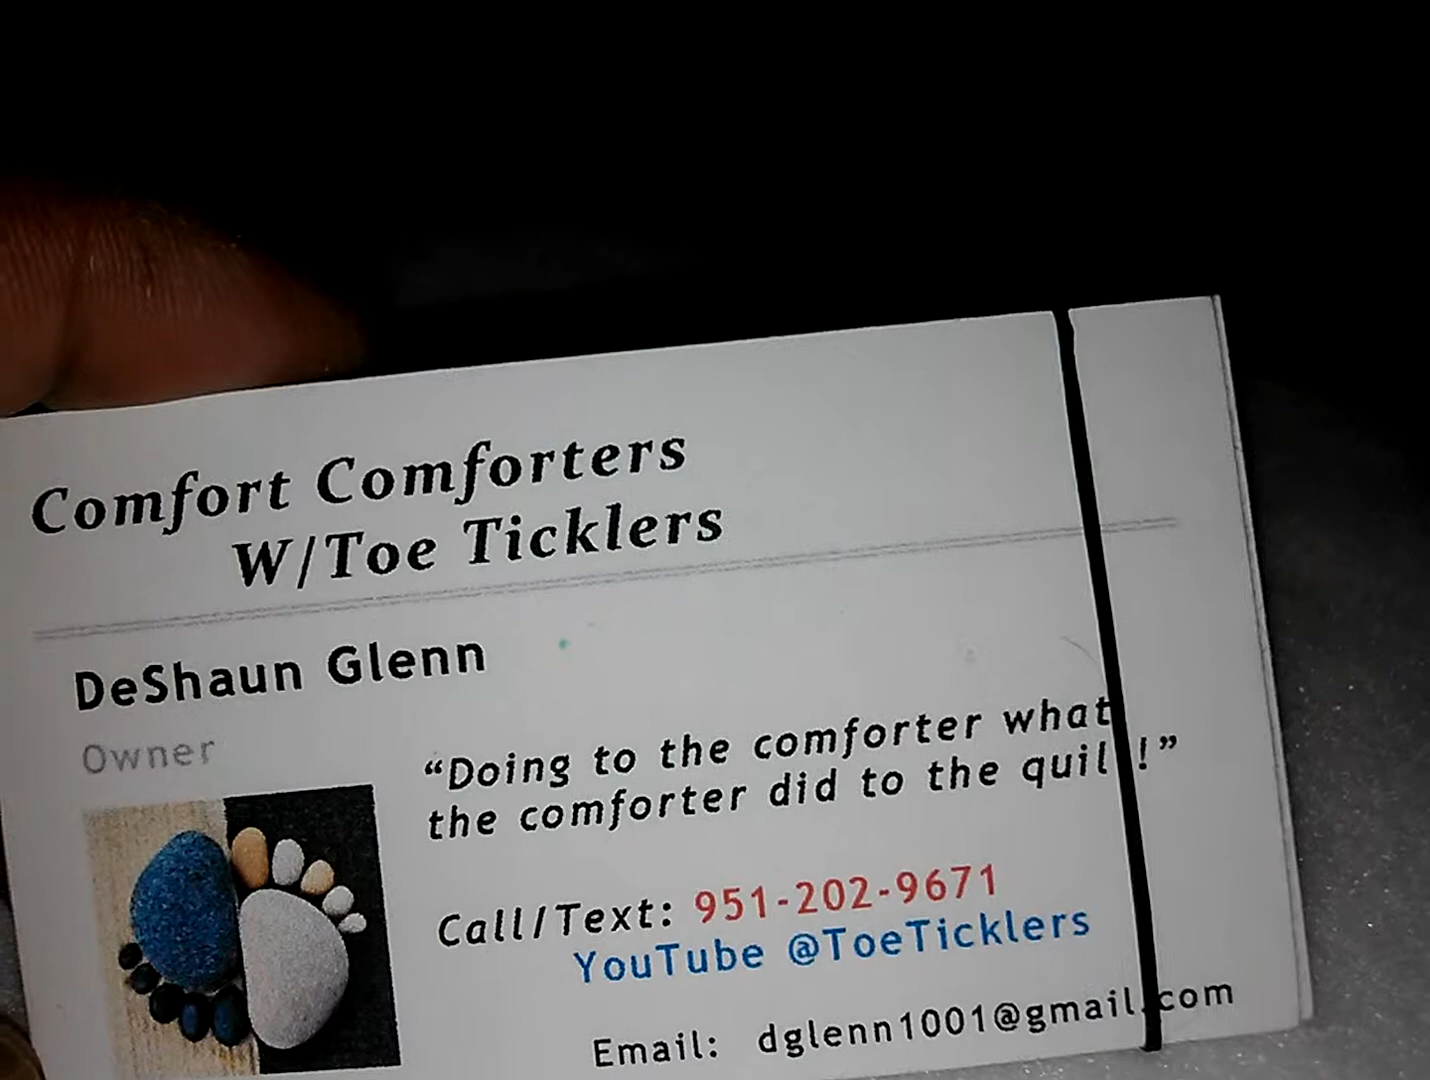 Comfort Comforters
W/Toe Ticklers
DeShaun Glenn
Owner
“Doing to the comforter what
the comforter did to the quil !”
Call/Text: 951-202-9671
YouTube @ToeTicklers
Email: dglenn1001@gmail.com